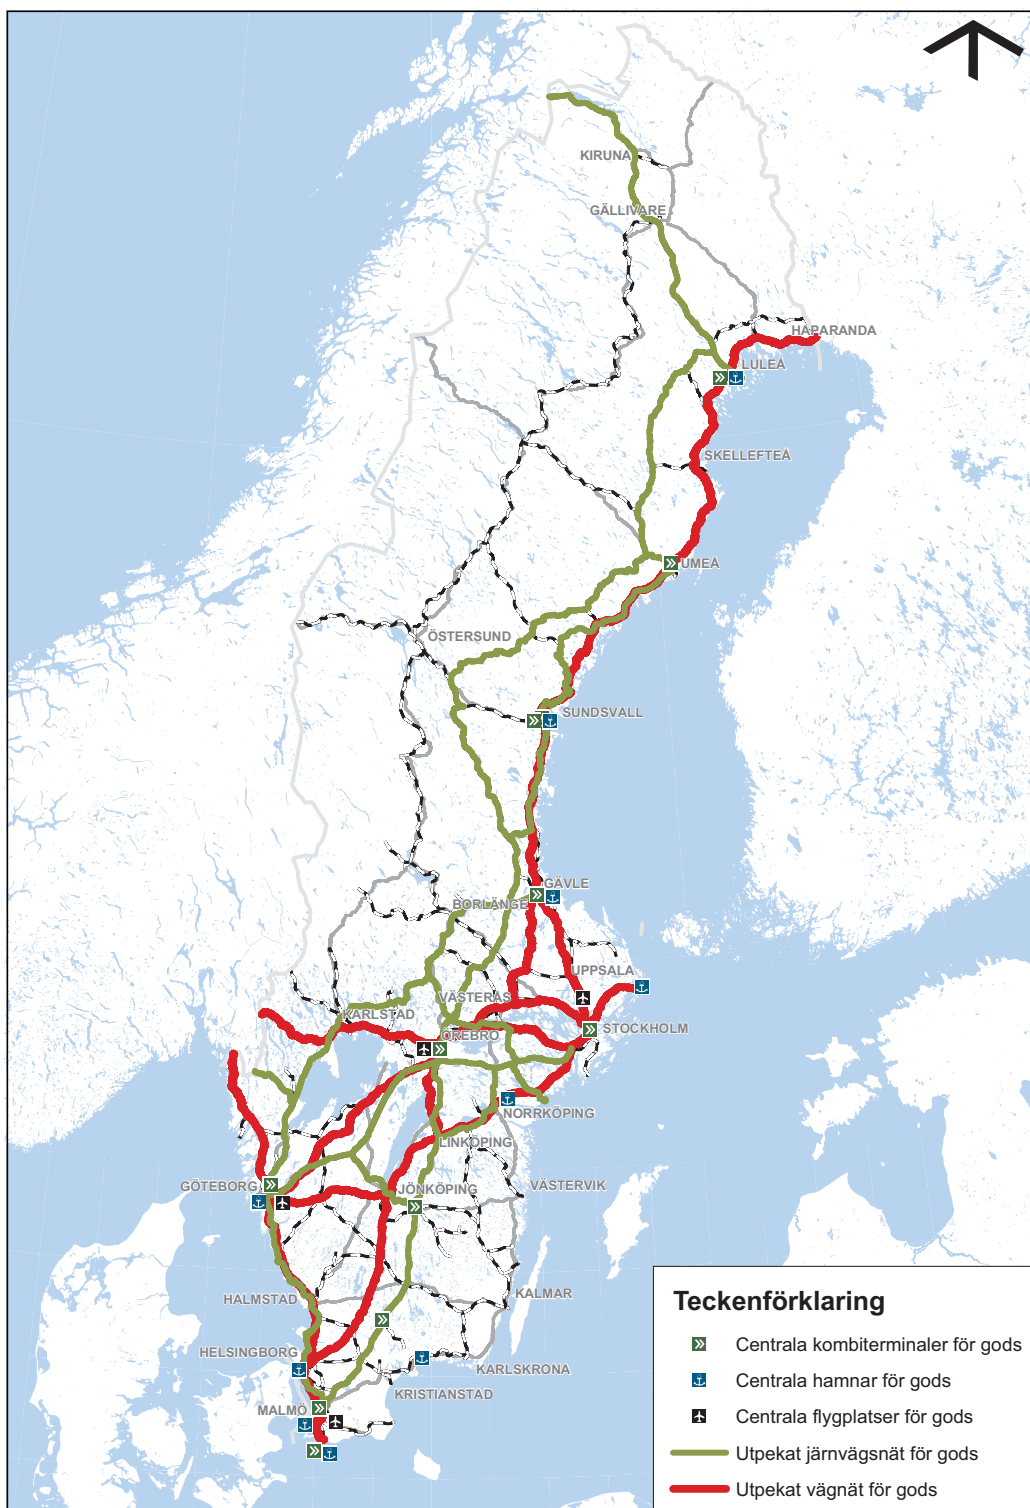 KIRUNA
GÄLLIVARE
HAPARANDA
LULEÅ
SKELLEFTEÅ
UMEÅ
ÖSTERSUND
SUNDSVALL
GÄVLE
BORLÄNGE
UPPSALA
VÄSTERÅS
KARLSTAD
STOCKHOLM
ÖREBRO
NORRKÖPING
LINKÖPING
GÖTEBORG
JÖNKÖPING
VÄSTERVIK
HALMSTAD
KALMAR
HELSINGBORG
KARLSKRONA
KRISTIANSTAD
MALMÖ
Teckenförklaring
Centrala kombiterminaler för gods
Centrala hamnar för gods
Centrala flygplatser för gods
Utpekat järnvägsnät för gods
Utpekat vägnät för gods